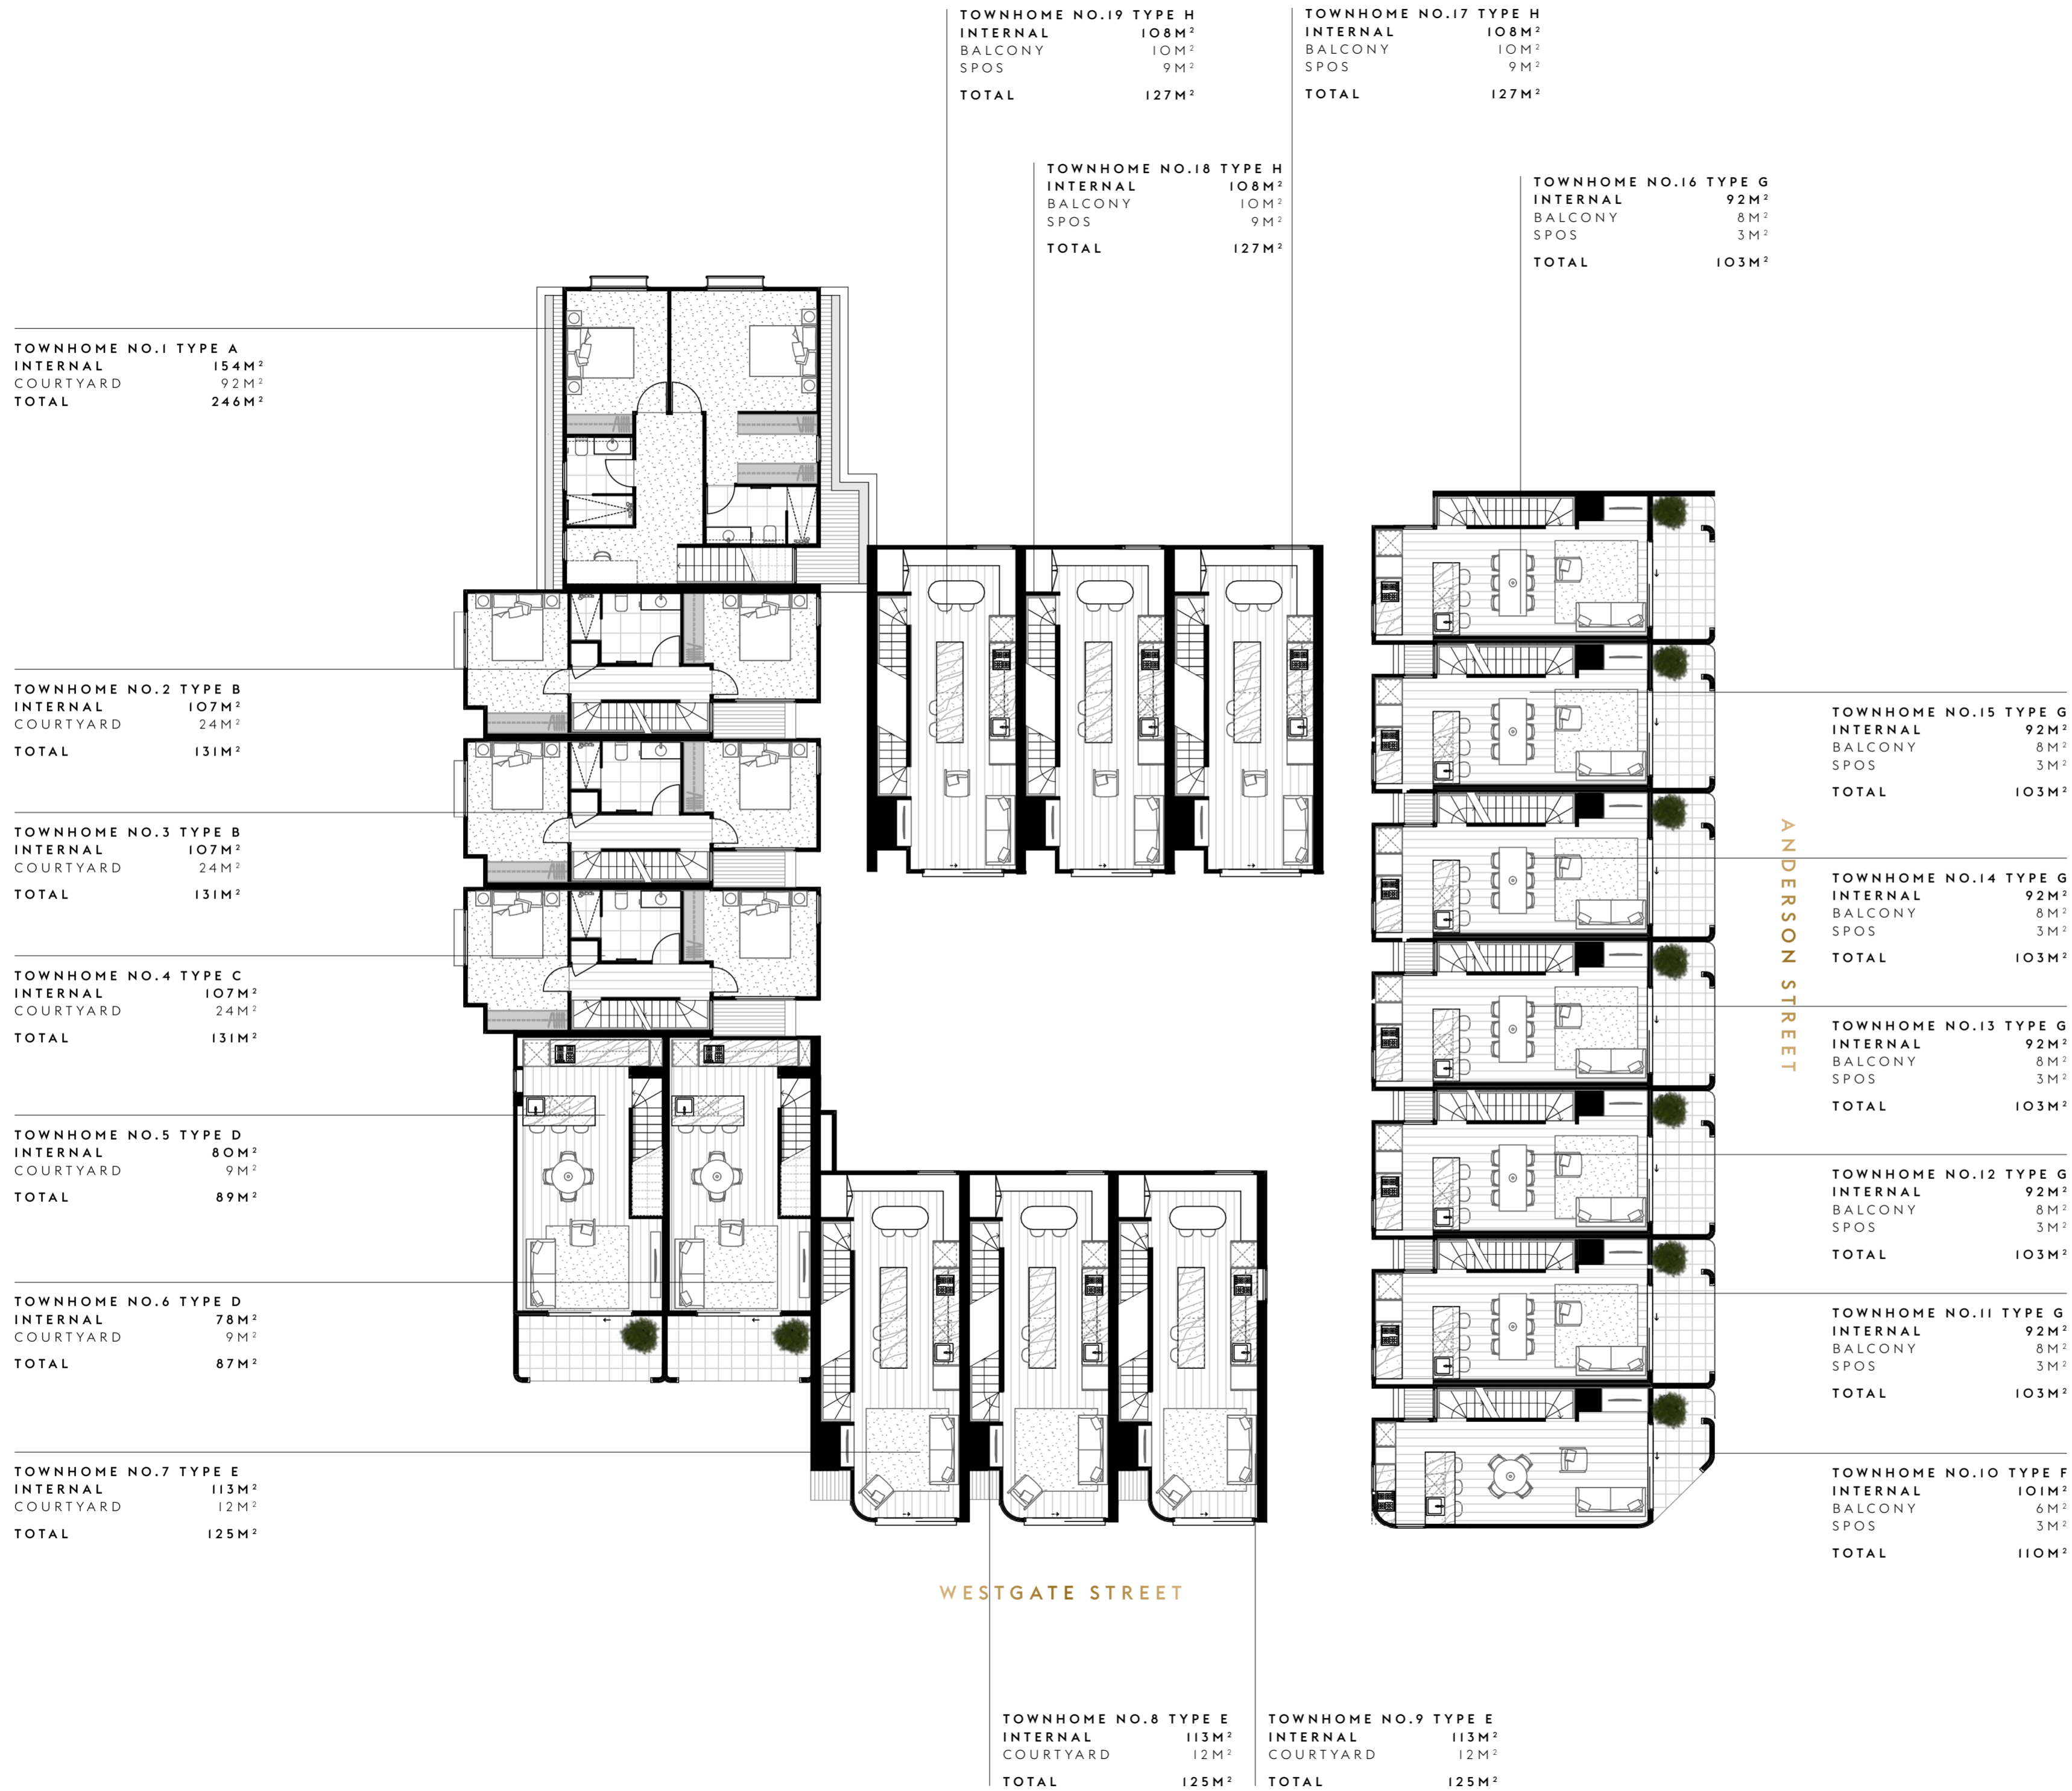 TOWNHOME NO.19 TYPE H
INTERNAL 108M²
BALCONY 10M²
SPOS 9M²
TOTAL 127M²
TOWNHOME NO.17 TYPE H
INTERNAL 108M²
BALCONY 10M²
SPOS 9M²
TOTAL 127M²
TOWNHOME NO.18 TYPE H
INTERNAL 108M²
BALCONY 10M²
SPOS 9M²
TOTAL 127M²
TOWNHOME NO.16 TYPE G
INTERNAL 92M²
BALCONY 8M²
SPOS 3M²
TOTAL 103M²
TOWNHOME NO.1 TYPE A
INTERNAL 154M²
COURTYARD 92M²
TOTAL 246M²
TOWNHOME NO.2 TYPE B
INTERNAL 107M²
COURTYARD 24M²
TOTAL 131M²
TOWNHOME NO.3 TYPE B
INTERNAL 107M²
COURTYARD 24M²
TOTAL 131M²
TOWNHOME NO.4 TYPE C
INTERNAL 107M²
COURTYARD 24M²
TOTAL 131M²
TOWNHOME NO.5 TYPE D
INTERNAL 80M²
COURTYARD 9M²
TOTAL 89M²
TOWNHOME NO.6 TYPE D
INTERNAL 78M²
COURTYARD 9M²
TOTAL 87M²
TOWNHOME NO.7 TYPE E
INTERNAL 113M²
COURTYARD 12M²
TOTAL 125M²
TOWNHOME NO.15 TYPE G
INTERNAL 92M²
BALCONY 8M²
SPOS 3M²
TOTAL 103M²
ANDERSON STREET
TOWNHOME NO.14 TYPE G
INTERNAL 92M²
BALCONY 8M²
SPOS 3M²
TOTAL 103M²
TOWNHOME NO.13 TYPE G
INTERNAL 92M²
BALCONY 8M²
SPOS 3M²
TOTAL 103M²
TOWNHOME NO.12 TYPE G
INTERNAL 92M²
BALCONY 8M²
SPOS 3M²
TOTAL 103M²
TOWNHOME NO.11 TYPE G
INTERNAL 92M²
BALCONY 8M²
SPOS 3M²
TOTAL 103M²
TOWNHOME NO.10 TYPE F
INTERNAL 101M²
BALCONY 6M²
SPOS 3M²
TOTAL 110M²
WESTGATE STREET
TOWNHOME NO.8 TYPE E
INTERNAL 113M²
COURTYARD 12M²
TOTAL 125M²
TOWNHOME NO.9 TYPE E
INTERNAL 113M²
COURTYARD 12M²
TOTAL 125M²